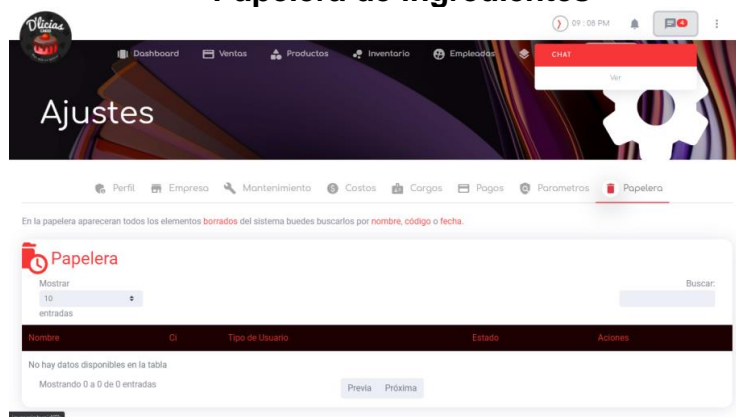 Papelera de Ingredientes
D'licias
09 : 08 PM
4
Dashboard Ventas Productos Inventario Empleados
CHAT
Ver
Ajustes
Perfil Empresa Mantenimiento Costos Cargos Pagos Parametros Papelera
En la papelera apareceran todos los elementos borrados del sistema buedes buscarlos por nombre, código o fecha.
Papelera
Mostrar
Buscar:
10
entradas
Nombre Ci Tipo de Usuario Estado Acciones
No hay datos disponibles en la tabla
Mostrando 0 a 0 de 0 entradas
Previa Próxima